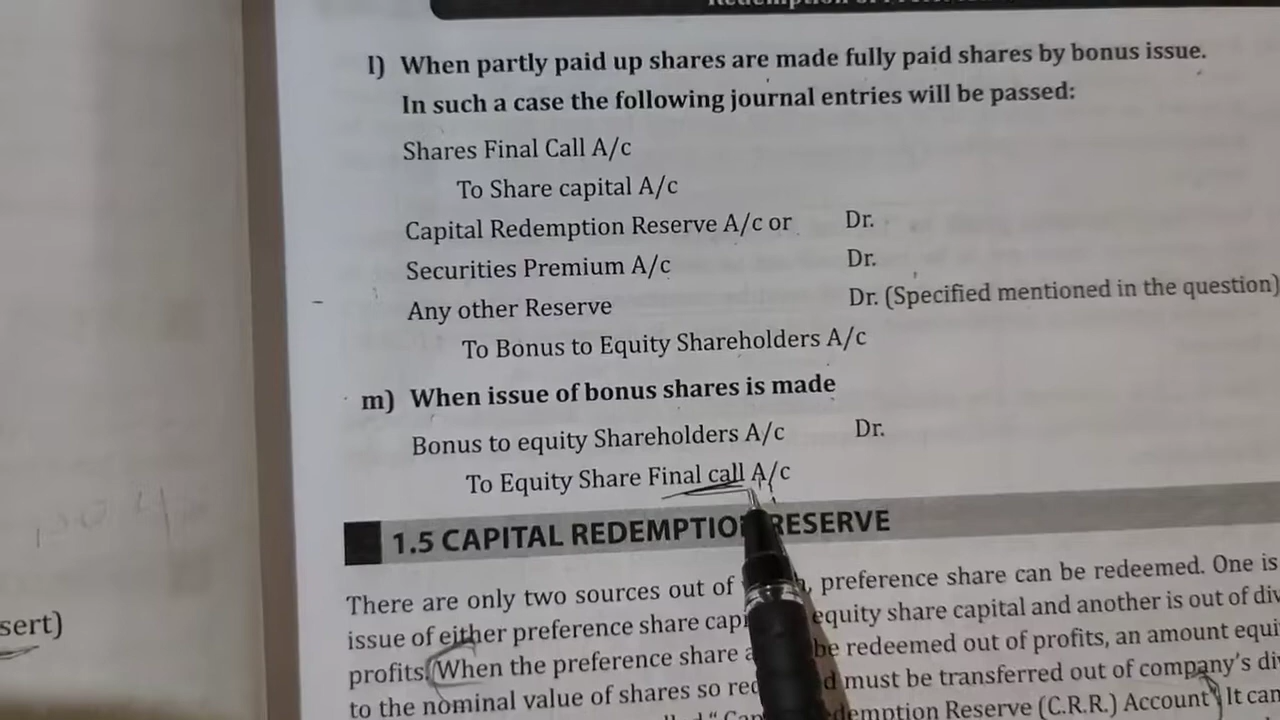 l) When partly paid up shares are made fully paid shares by bonus issue.
In such a case the following journal entries will be passed:
Shares Final Call A/c
To Share capital A/c
Capital Redemption Reserve A/c or Dr.
Securities Premium A/c Dr.
Any other Reserve Dr. (Specified mentioned in the question)
To Bonus to Equity Shareholders A/c
m) When issue of bonus shares is made
Bonus to equity Shareholders A/c Dr.
To Equity Share Final call A/c
1.5 CAPITAL REDEMPTION RESERVE
There are only two sources out of , preference share can be redeemed. One is
issue of either preference share equity share capital and another is out of
profits. When the preference share be redeemed out of profits, an amount
to the nominal value of shares so must be transferred out of company's
Reserve (C.R.R.) Account It can
sert)